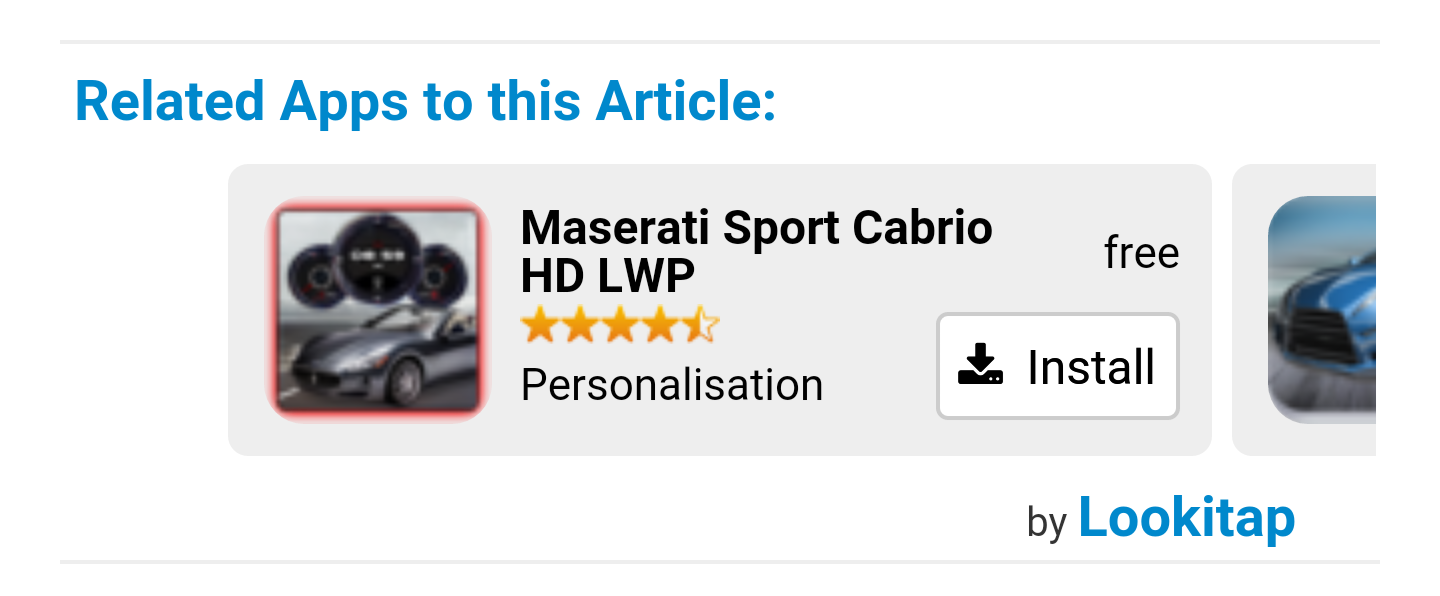 Related Apps to this Article:
Maserati Sport Cabrio
HD LWP
free
Personalisation
Install
by Lookitap